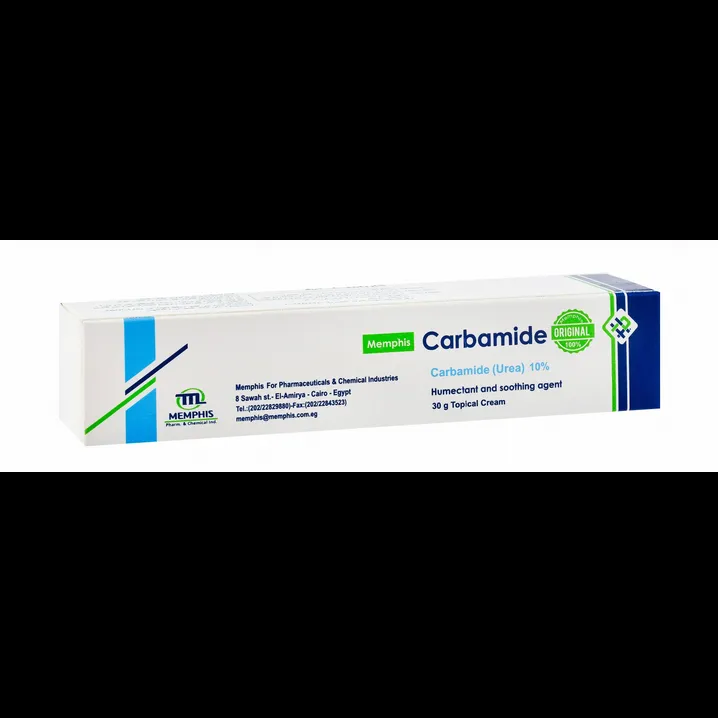 Memphis
Carbamide
ORIGINAL
100%
Carbamide (Urea) 10%
Humectant and soothing agent
30 g Topical Cream
Memphis For Pharmaceuticals & Chemical Industries
8 Sawah st.- El-Amirya - Cairo - Egypt
Tel.:(202/22829880)-Fax:(202/22843523)
memphis@memphis.com.eg
m
MEMPHIS
Pharm. & Chemical Ind.